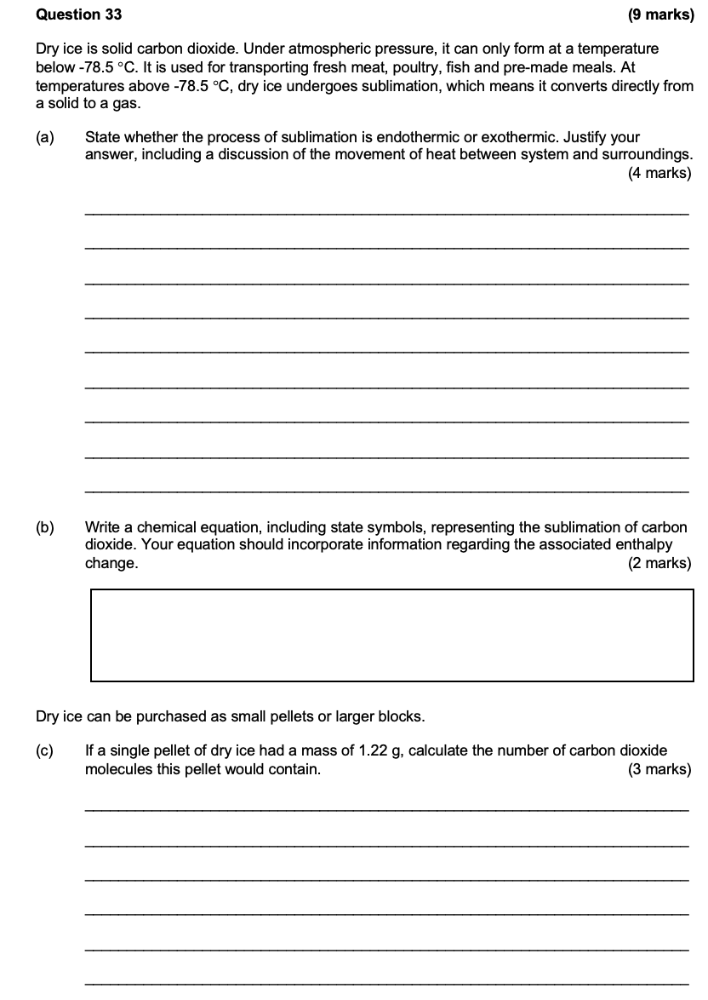 Question 33 (9 marks)
Dry ice is solid carbon dioxide. Under atmospheric pressure, it can only form at a temperature
below -78.5 °C. It is used for transporting fresh meat, poultry, fish and pre-made meals. At
temperatures above -78.5 °C, dry ice undergoes sublimation, which means it converts directly from
a solid to a gas.
(a) State whether the process of sublimation is endothermic or exothermic. Justify your
answer, including a discussion of the movement of heat between system and surroundings.
(4 marks)
(b) Write a chemical equation, including state symbols, representing the sublimation of carbon
dioxide. Your equation should incorporate information regarding the associated enthalpy
change. (2 marks)
Dry ice can be purchased as small pellets or larger blocks.
(c) If a single pellet of dry ice had a mass of 1.22 g, calculate the number of carbon dioxide
molecules this pellet would contain. (3 marks)